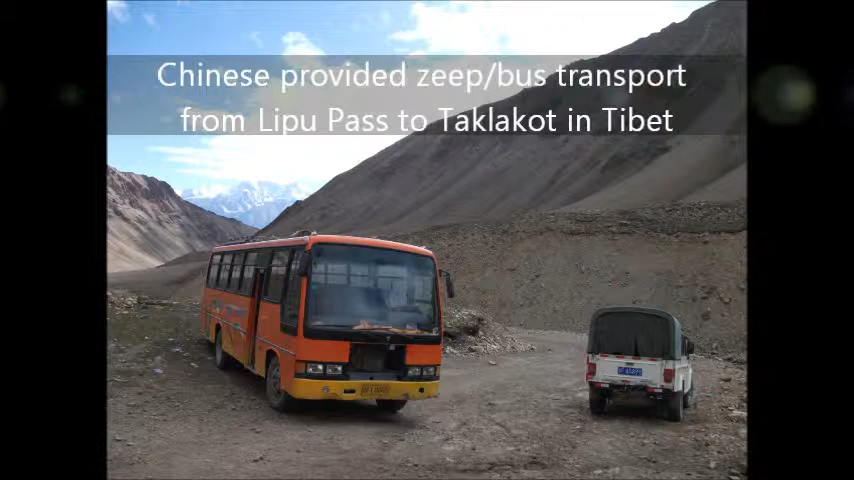 Chinese provided zeep/bus transport
from Lipu Pass to Taklakot in Tibet